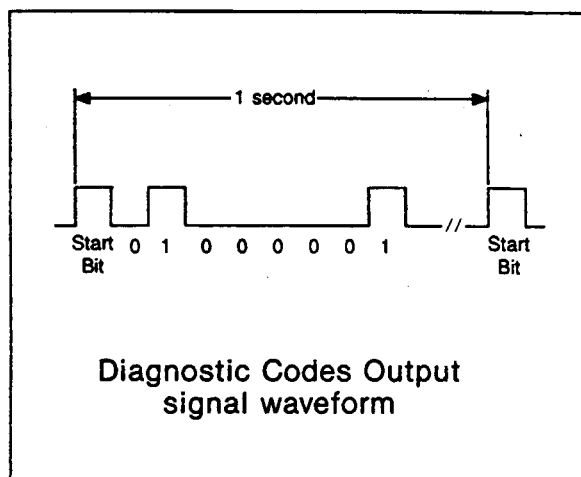 1 second
Start Bit 0 1 0 0 0 0 0 1 // Start Bit
Diagnostic Codes Output
signal waveform